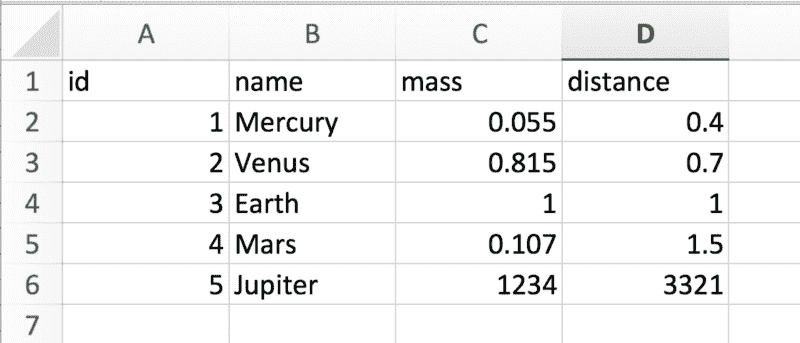 A B C D
1 id name mass distance
2 1 Mercury 0.055 0.4
3 2 Venus 0.815 0.7
4 3 Earth 1 1
5 4 Mars 0.107 1.5
6 5 Jupiter 1234 3321
7